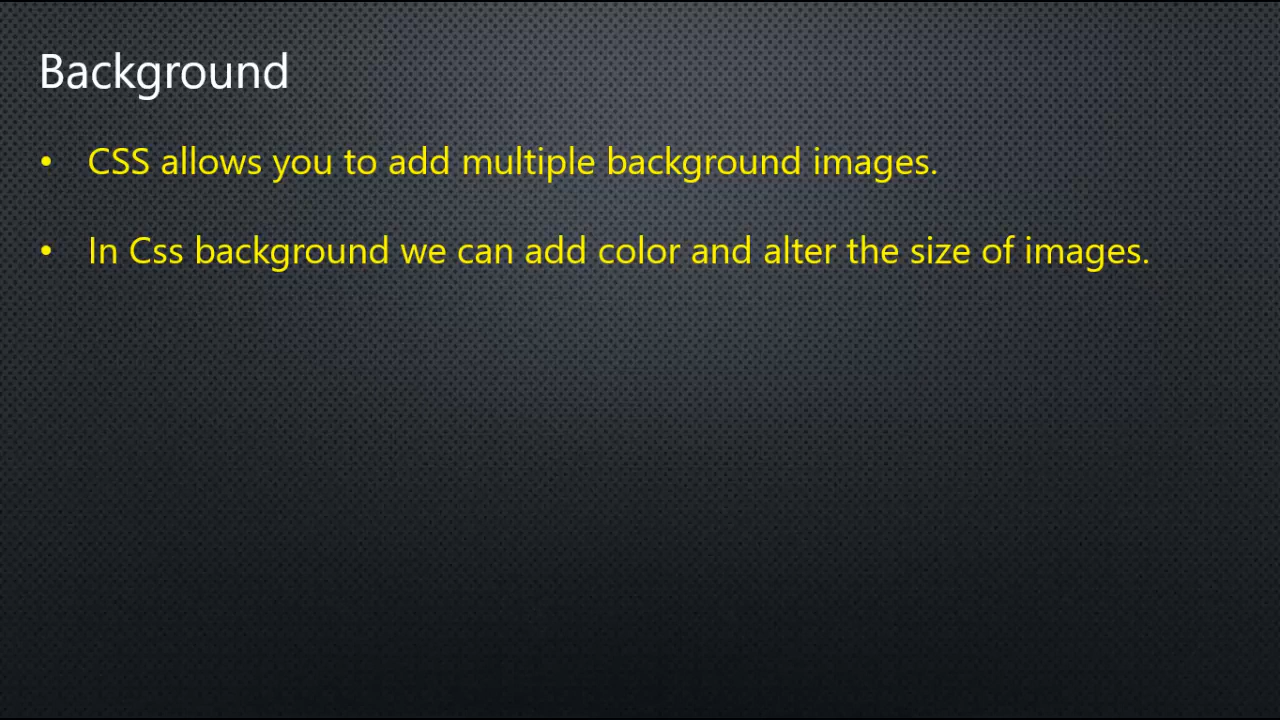 Background
• CSS allows you to add multiple background images.
• In Css background we can add color and alter the size of images.